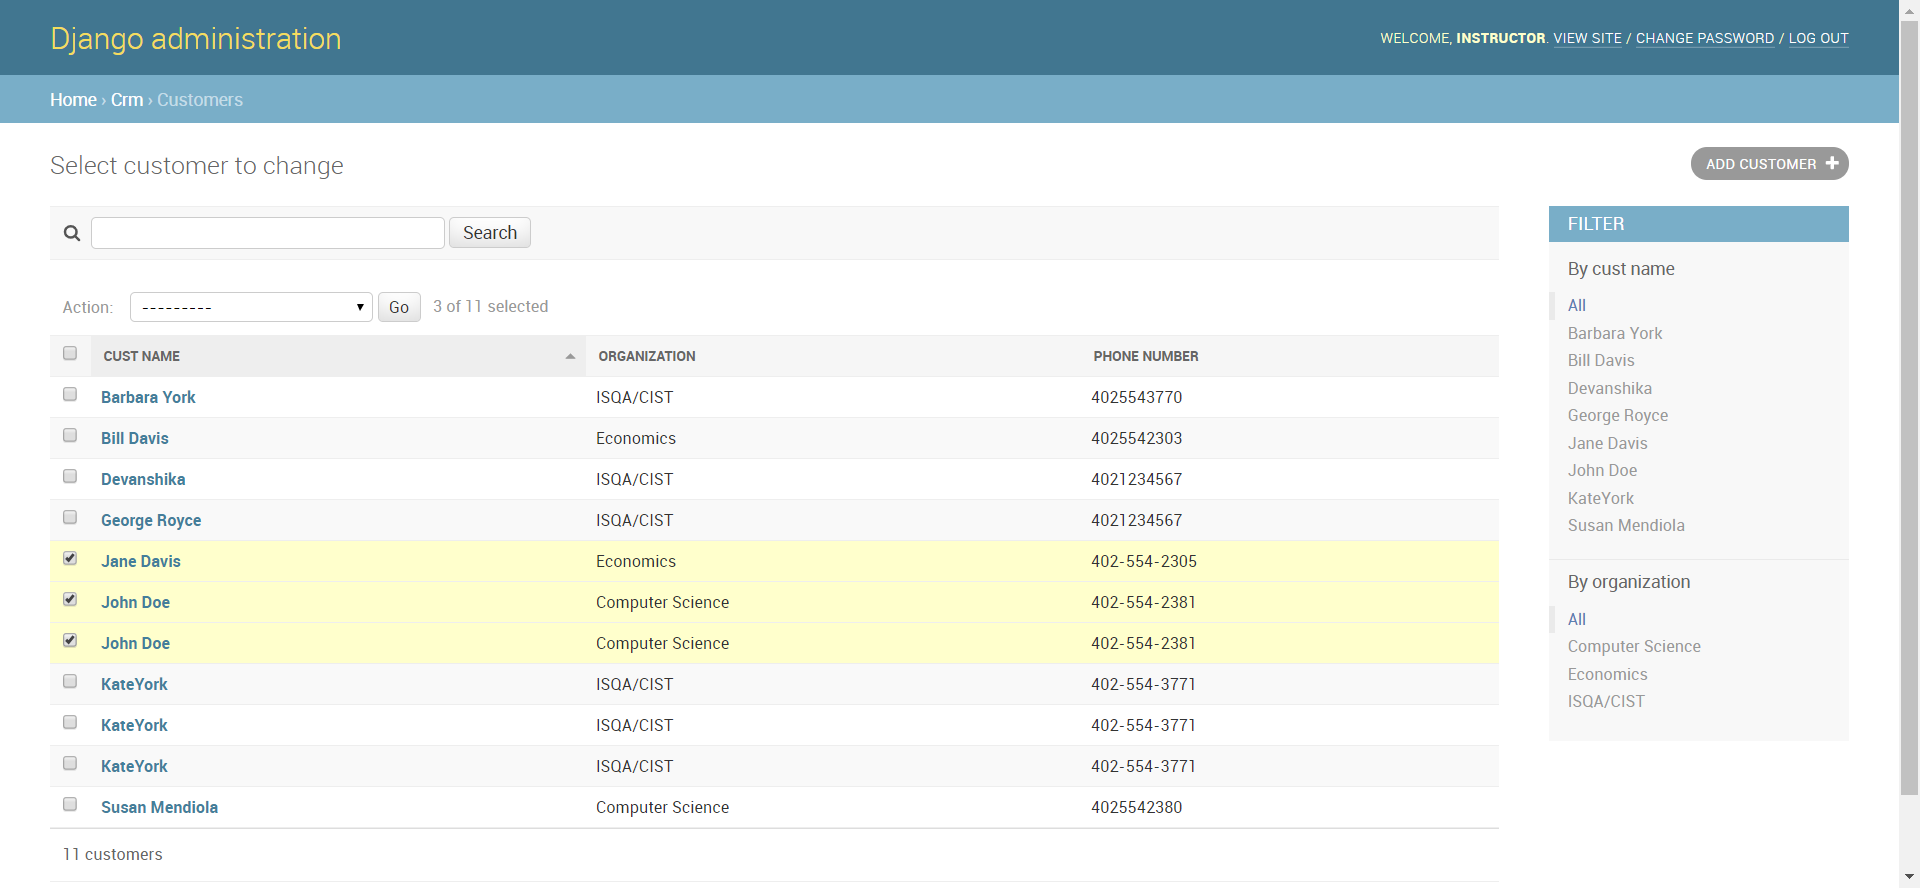 Django administration
WELCOME, INSTRUCTOR. VIEW SITE / CHANGE PASSWORD / LOG OUT
Home › Crm › Customers
Select customer to change
ADD CUSTOMER +
Search
Action: --------- Go 3 of 11 selected
CUST NAME ORGANIZATION PHONE NUMBER
Barbara York ISQA/CIST 4025543770
Bill Davis Economics 4025542303
Devanshika ISQA/CIST 4021234567
George Royce ISQA/CIST 4021234567
Jane Davis Economics 402-554-2305
John Doe Computer Science 402-554-2381
John Doe Computer Science 402-554-2381
KateYork ISQA/CIST 402-554-3771
KateYork ISQA/CIST 402-554-3771
KateYork ISQA/CIST 402-554-3771
Susan Mendiola Computer Science 4025542380
11 customers
FILTER
By cust name
All
Barbara York
Bill Davis
Devanshika
George Royce
Jane Davis
John Doe
KateYork
Susan Mendiola
By organization
All
Computer Science
Economics
ISQA/CIST